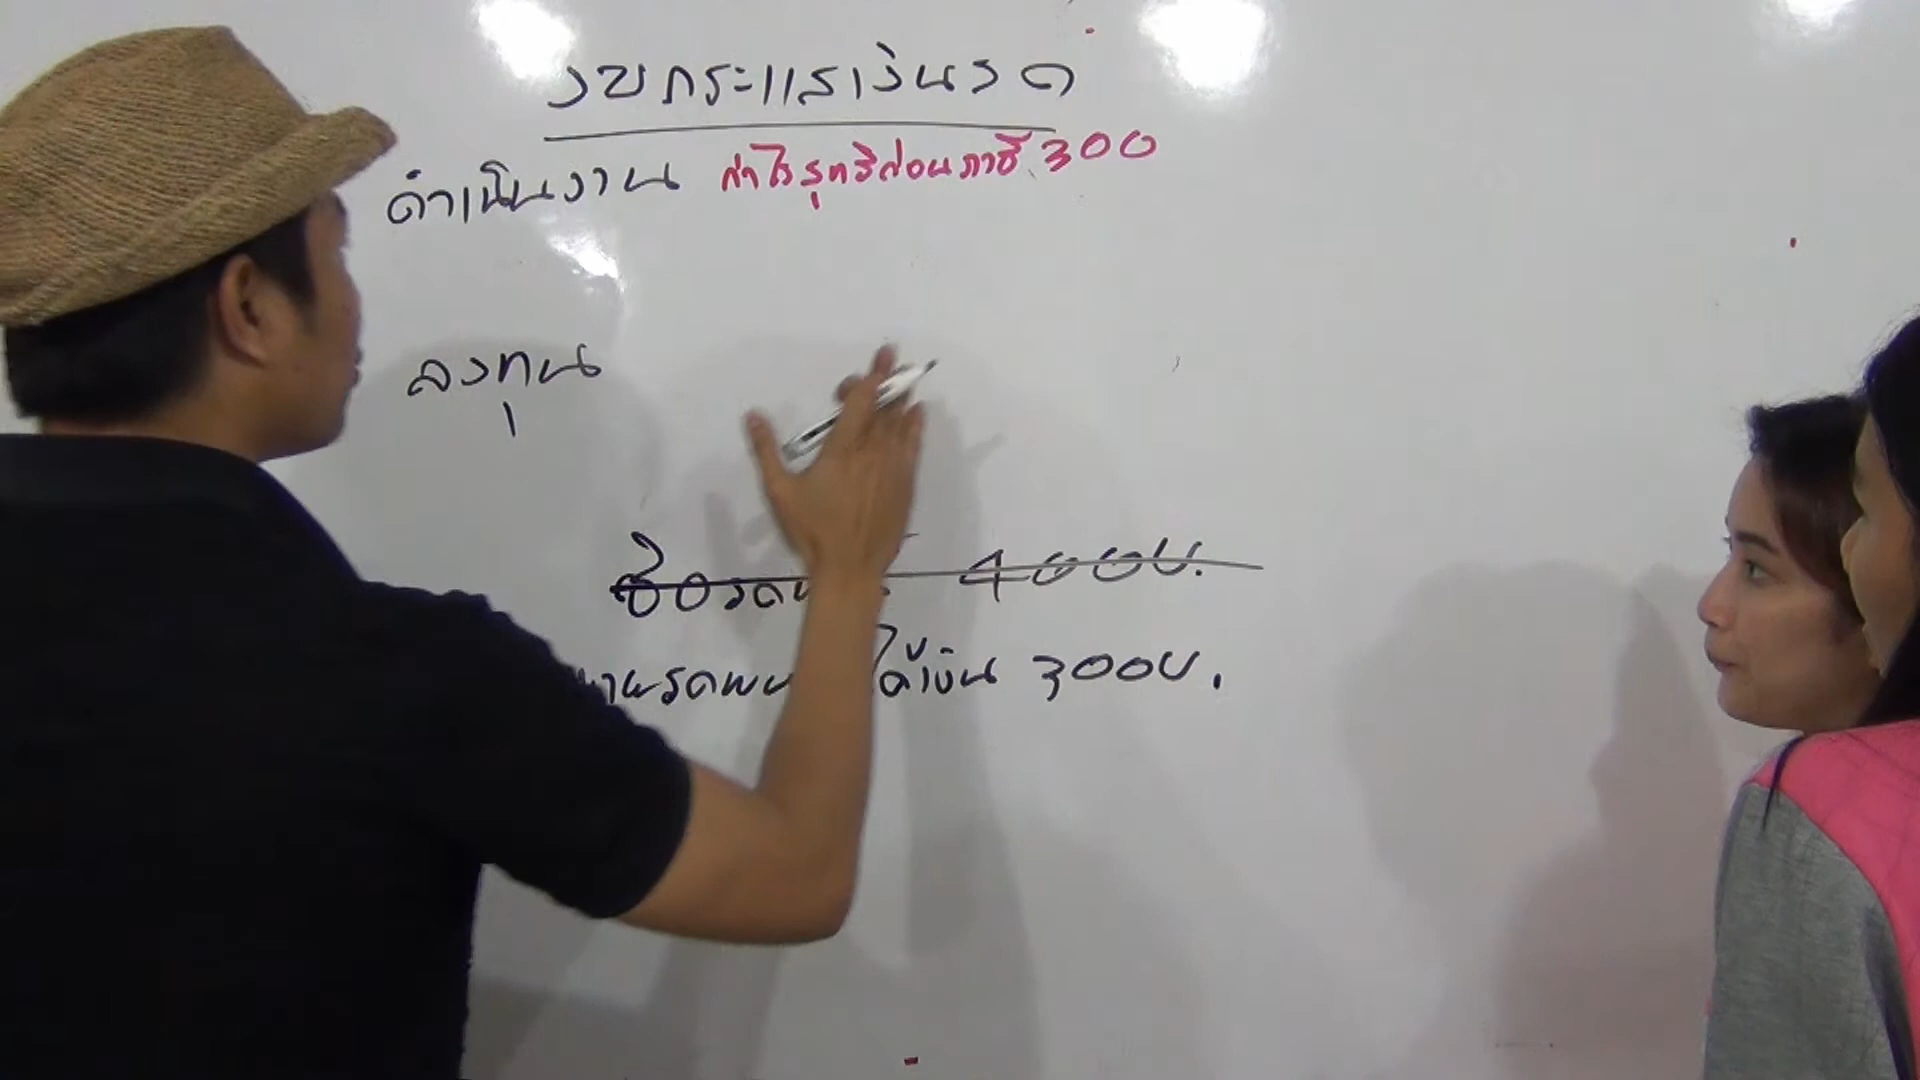 งบกระแสเงินสด
ดำเนินงาน กำไรสุทธิก่อนภาษี 300
ลงทุน
ซื้อรถ 400บ.
ได้เงิน 300บ.